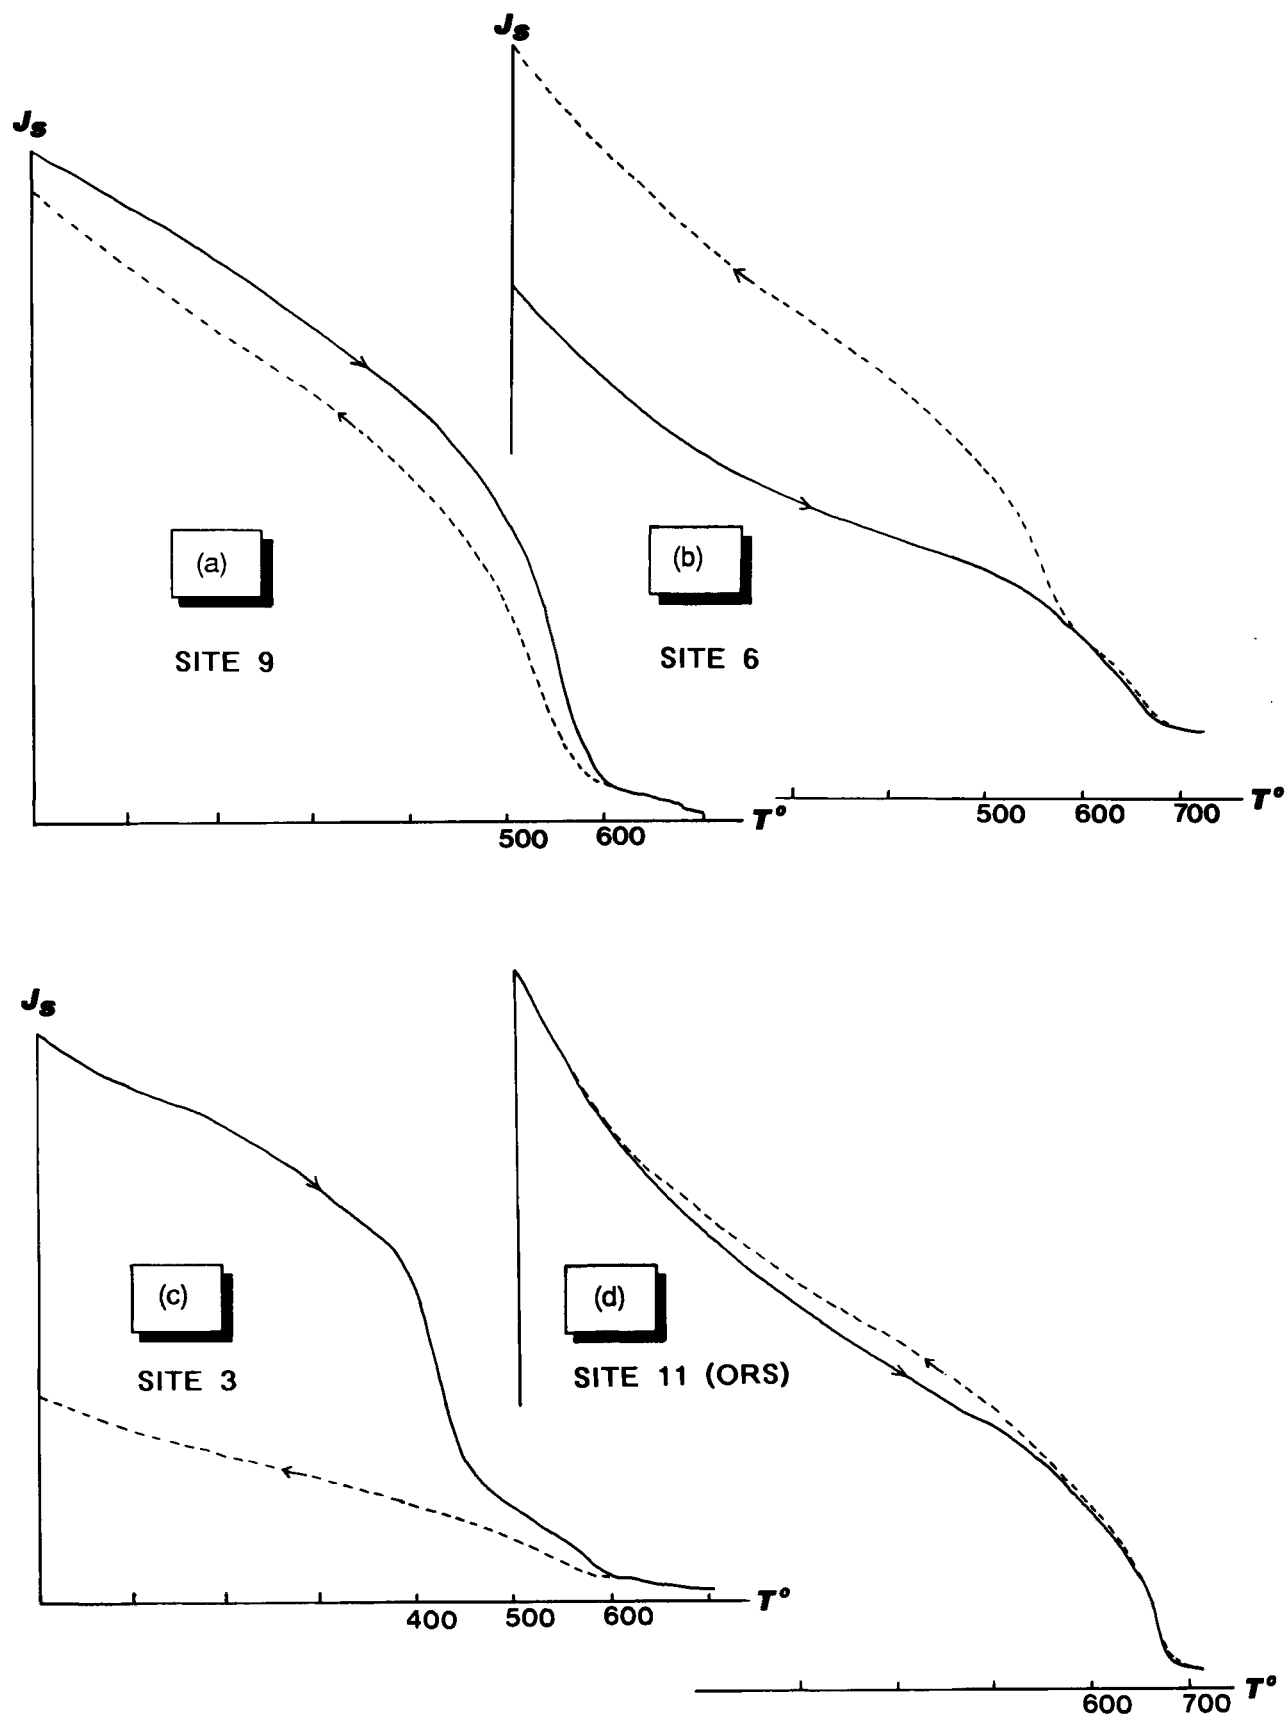 Js
(a)
SITE 9
500 600 T°
Js
(b)
SITE 6
500 600 700 T°
Js
(c)
SITE 3
400 500 600 T°
(d)
SITE 11 (ORS)
600 700 T°